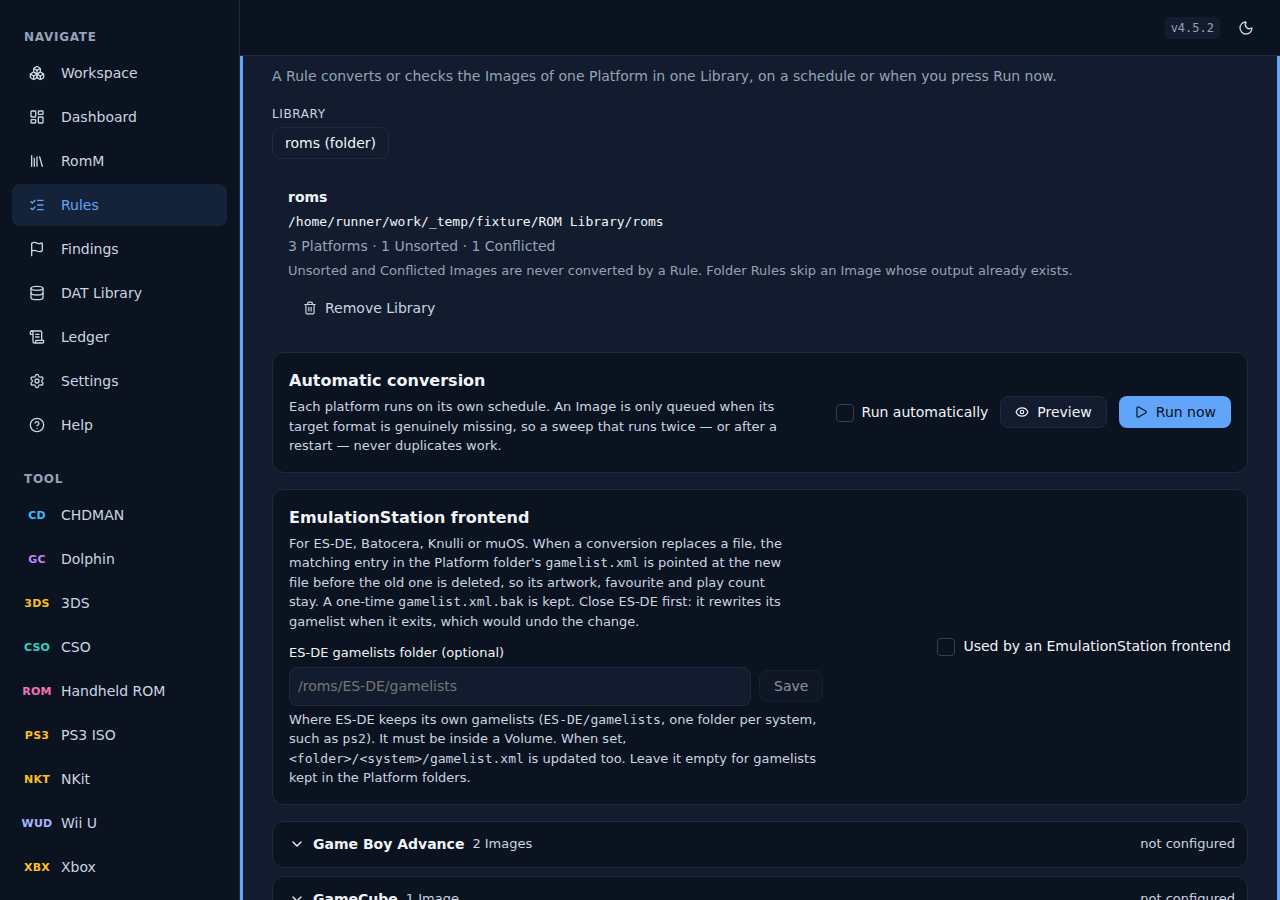 NAVIGATE
Workspace
Dashboard
RomM
Rules
Findings
DAT Library
Ledger
Settings
Help
TOOL
CD CHDMAN
GC Dolphin
3DS 3DS
CSO CSO
ROM Handheld ROM
PS3 PS3 ISO
NKT NKit
WUD Wii U
XBX Xbox
v4.5.2
A Rule converts or checks the Images of one Platform in one Library, on a schedule or when you press Run now.
LIBRARY
roms (folder)
roms
/home/runner/work/_temp/fixture/ROM Library/roms
3 Platforms · 1 Unsorted · 1 Conflicted
Unsorted and Conflicted Images are never converted by a Rule. Folder Rules skip an Image whose output already exists.
Remove Library
Automatic conversion
Each platform runs on its own schedule. An Image is only queued when its
target format is genuinely missing, so a sweep that runs twice — or after a
restart — never duplicates work.
Run automatically
Preview
Run now
EmulationStation frontend
For ES-DE, Batocera, Knulli or muOS. When a conversion replaces a file, the
matching entry in the Platform folder's gamelist.xml is pointed at the new
file before the old one is deleted, so its artwork, favourite and play count
stay. A one-time gamelist.xml.bak is kept. Close ES-DE first: it rewrites its
gamelist when it exits, which would undo the change.
ES-DE gamelists folder (optional)
/roms/ES-DE/gamelists
Save
Where ES-DE keeps its own gamelists (ES-DE/gamelists, one folder per system,
such as ps2). It must be inside a Volume. When set,
<folder>/<system>/gamelist.xml is updated too. Leave it empty for gamelists
kept in the Platform folders.
Used by an EmulationStation frontend
Game Boy Advance 2 Images not configured
GameCube 1 Image not configured